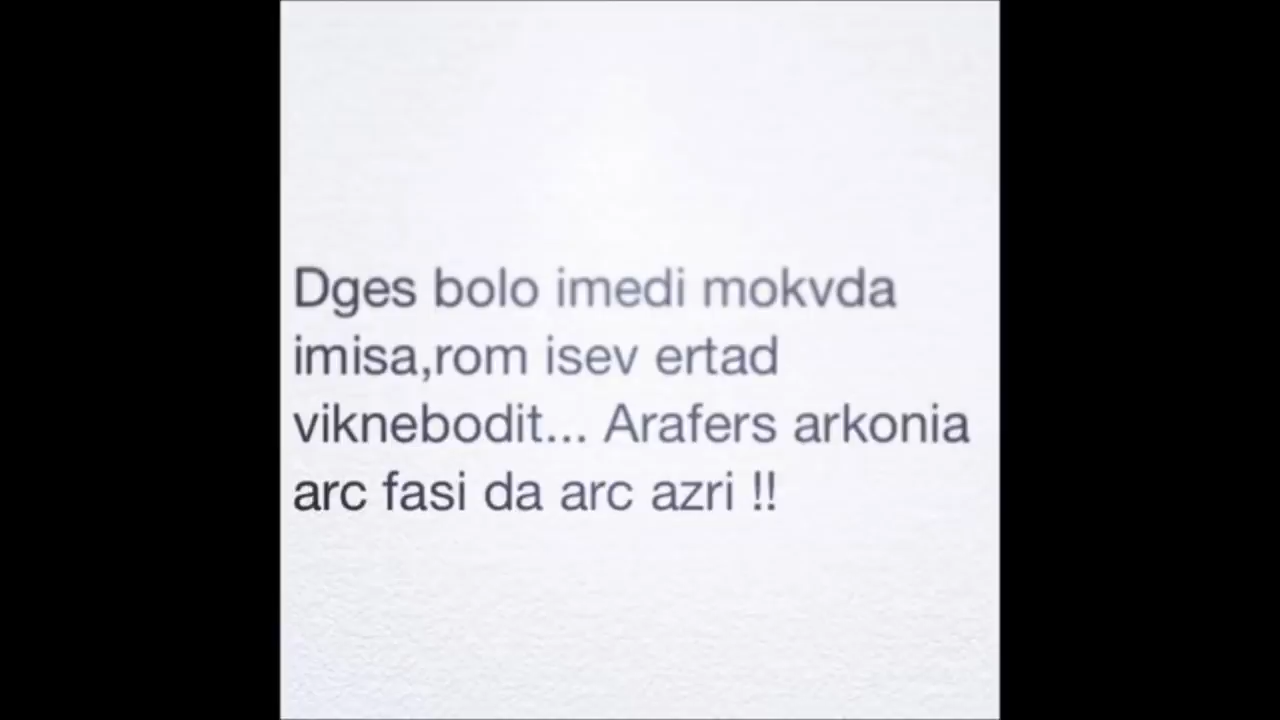 Dges bolo imedi mokvda
imisa,rom isev ertad
viknebodit... Arafers arkonia
arc fasi da arc azri !!